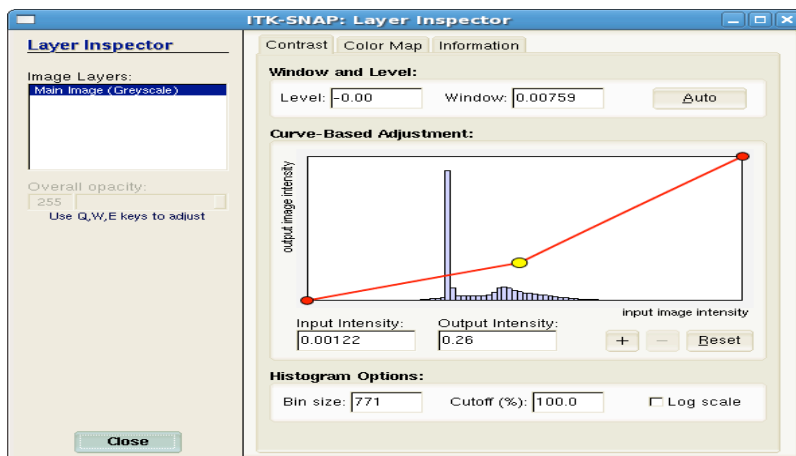 ITK-SNAP: Layer Inspector
Layer Inspector
Image Layers:
Main Image (Greyscale)
Overall opacity:
255
Use Q,W,E keys to adjust
Close
Contrast Color Map Information
Window and Level:
Level: -0.00 Window: 0.00759 Auto
Curve-Based Adjustment:
output image intensity
input image intensity
Input Intensity: Output Intensity:
0.00122 0.26 + − Reset
Histogram Options:
Bin size: 771 Cutoff (%): 100.0 Log scale